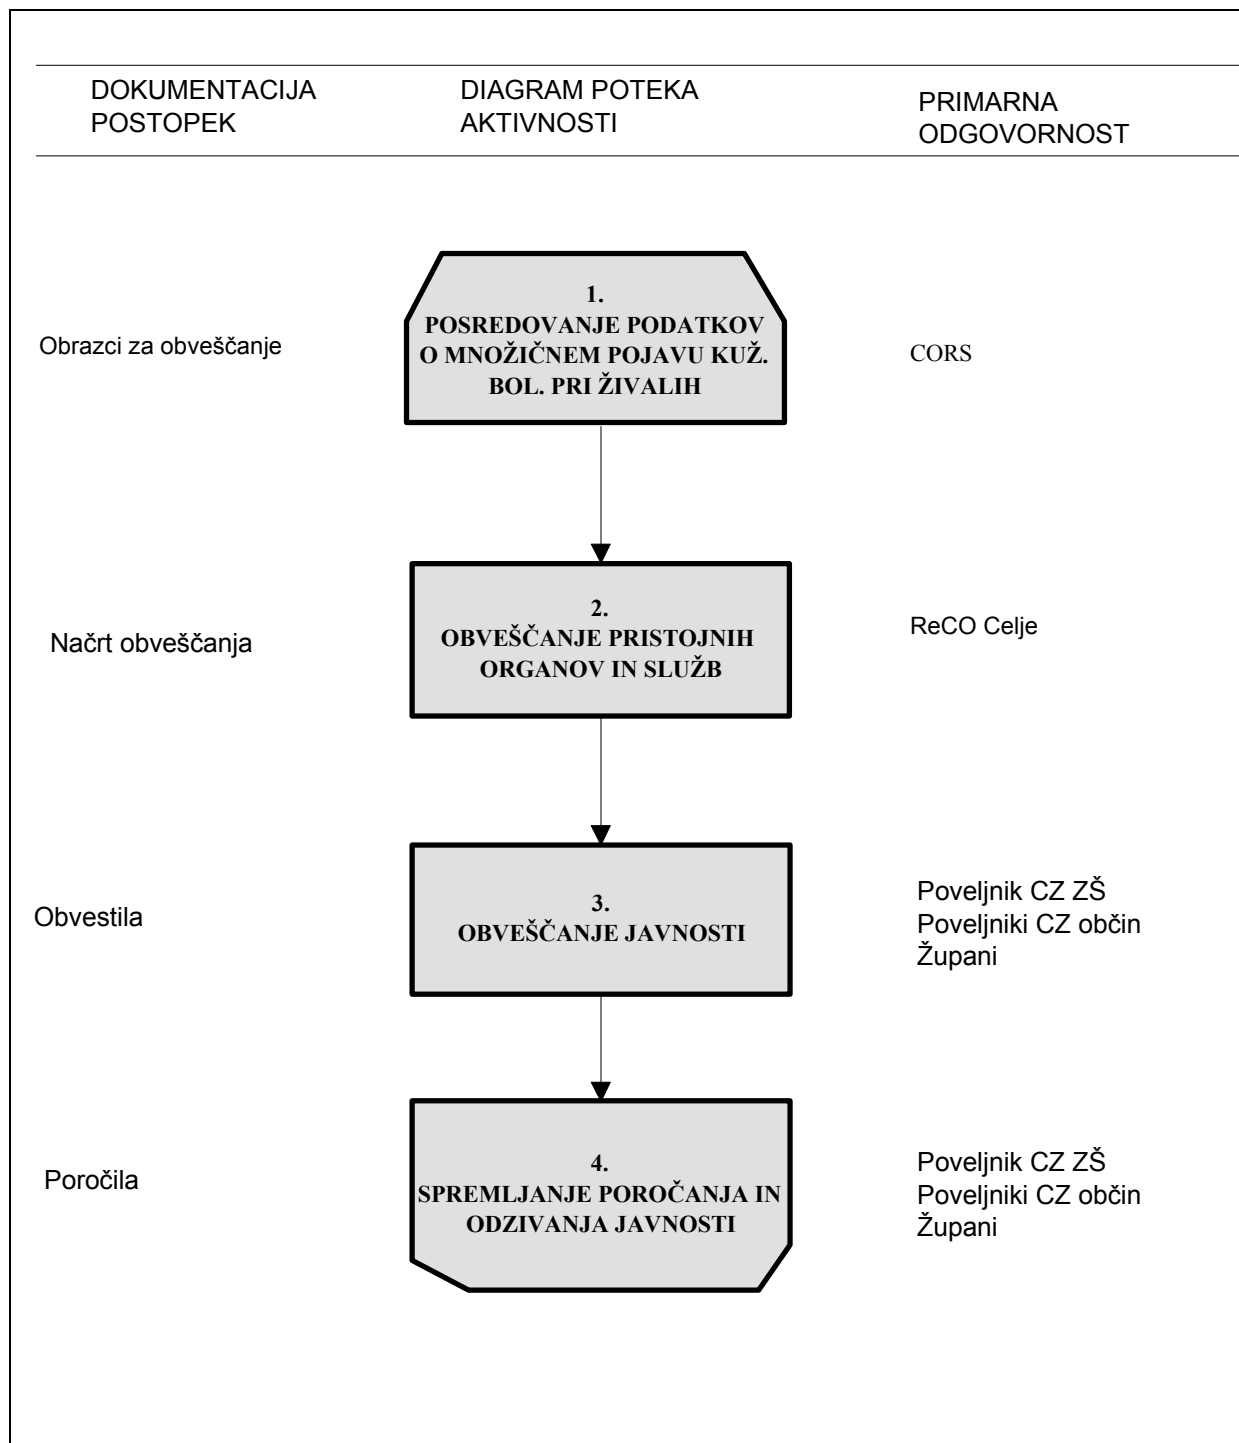 DOKUMENTACIJA
POSTOPEK
DIAGRAM POTEKA
AKTIVNOSTI
PRIMARNA
ODGOVORNOST
Obrazci za obveščanje
1.
POSREDOVANJE PODATKOV
O MNOŽIČNEM POJAVU KUŽ.
BOL. PRI ŽIVALIH
CORS
Načrt obveščanja
2.
OBVEŠČANJE PRISTOJNIH
ORGANOV IN SLUŽB
ReCO Celje
Obvestila
3.
OBVEŠČANJE JAVNOSTI
Poveljnik CZ ZŠ
Poveljniki CZ občin
Župani
Poročila
4.
SPREMLJANJE POROČANJA IN
ODZIVANJA JAVNOSTI
Poveljnik CZ ZŠ
Poveljniki CZ občin
Župani